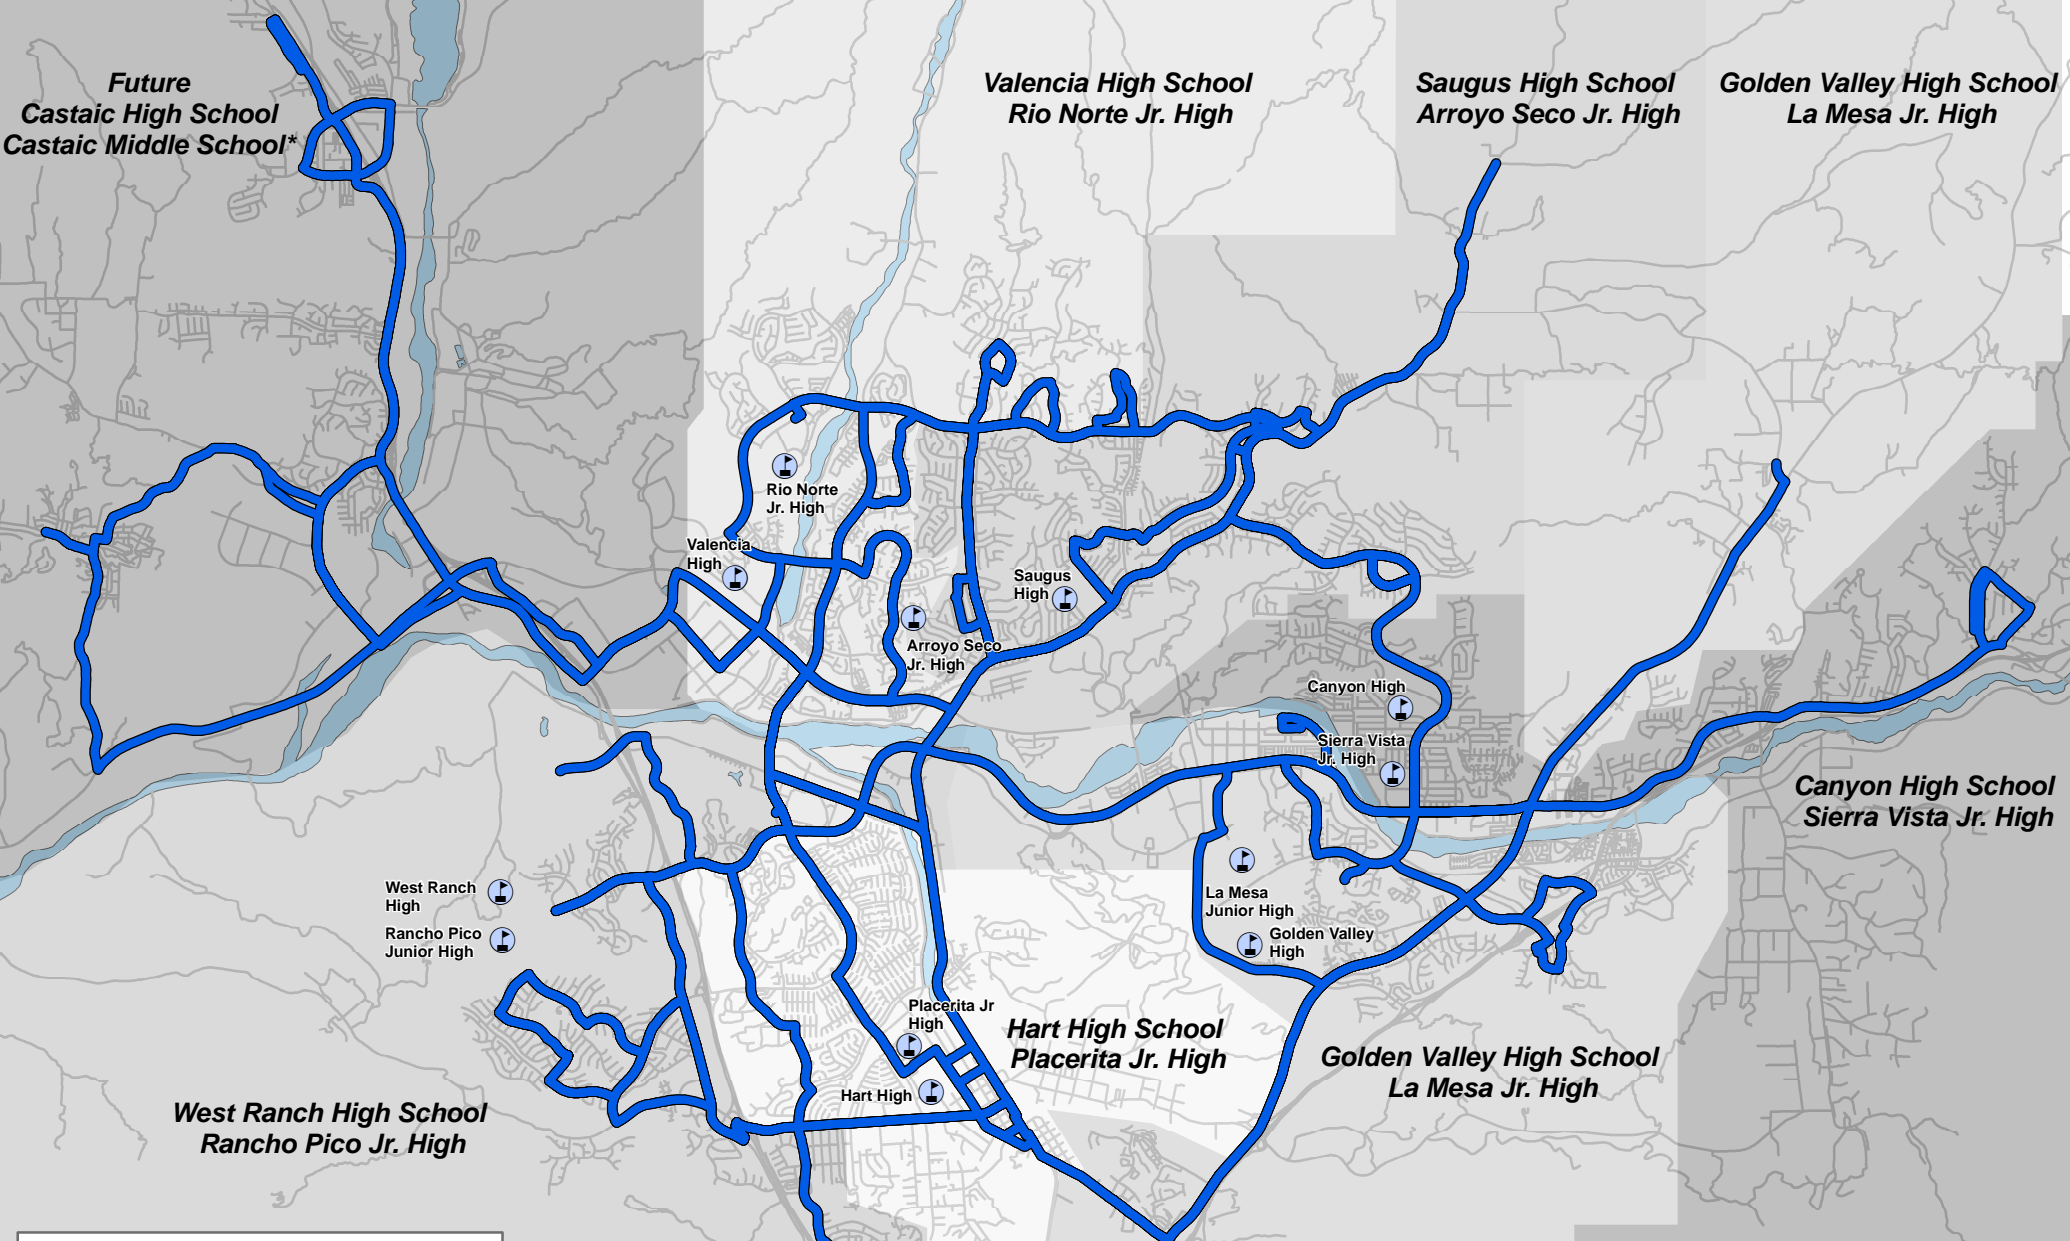 Future
Castaic High School
Castaic Middle School*
Valencia High School
Rio Norte Jr. High
Saugus High School
Arroyo Seco Jr. High
Golden Valley High School
La Mesa Jr. High
Rio Norte
Jr. High
Valencia
High
Saugus
High
Arroyo Seco
Jr. High
Canyon High
Sierra Vista
Jr. High
Canyon High School
Sierra Vista Jr. High
West Ranch
High
Rancho Pico
Junior High
La Mesa
Junior High
Golden Valley
High
Placerita Jr
High
Hart High School
Placerita Jr. High
Hart High
Golden Valley High School
La Mesa Jr. High
West Ranch High School
Rancho Pico Jr. High